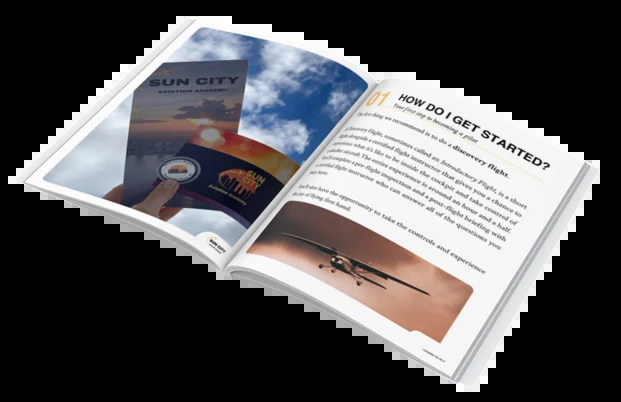 SUN CITY
AVIATION ACADEMY
SUN
CITY
Aviation Academy
SUN CITY
01
HOW DO I GET STARTED?
Your first step to becoming a pilot
The first thing we recommend is to do a discovery flight.
A Discovery Flight, sometimes called an Introductory Flight, is a short
flight alongside a certified flight instructor that gives you a chance to
experience what it's like to be inside the cockpit and take control of
a smaller aircraft. The entire experience is around an hour and a half.
You'll complete a pre-flight inspection and a post-flight briefing with
a certified flight instructor who can answer all of the questions you
may have.
You'll also have the opportunity to take the controls and experience
the joy of flying first hand.